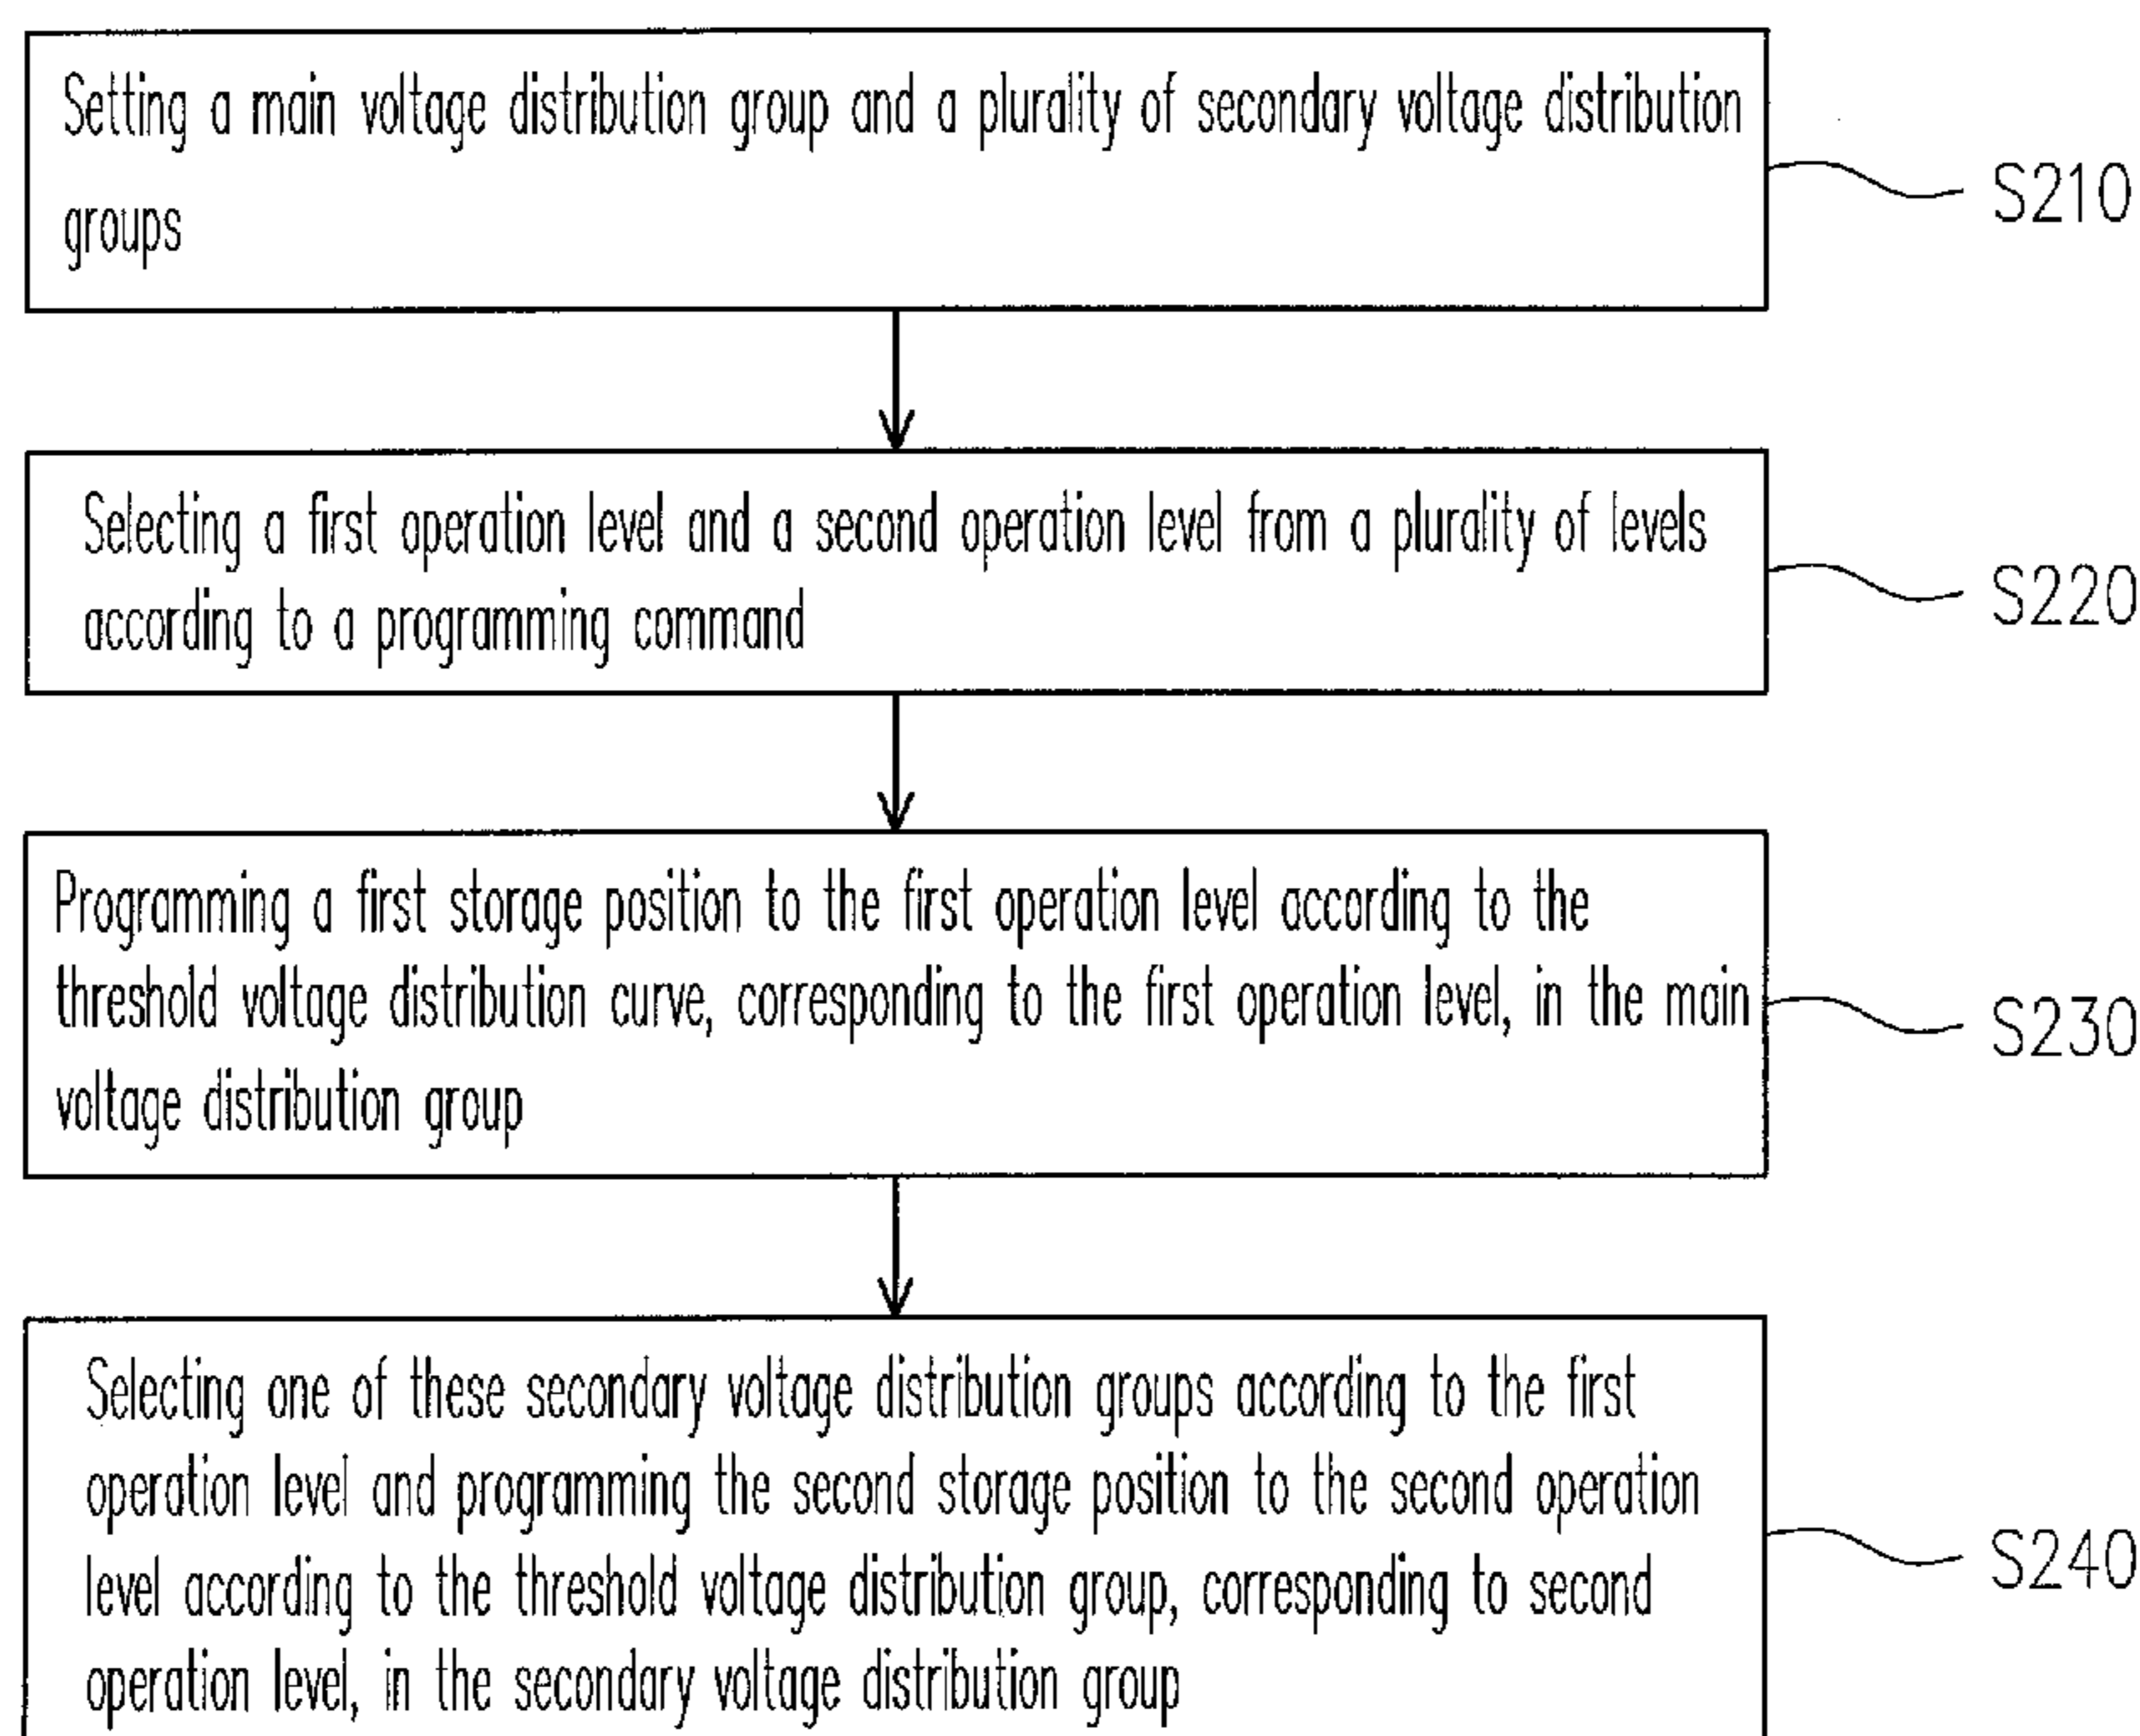 Setting a main voltage distribution group and a plurality of secondary voltage distribution
groups
S210
Selecting a first operation level and a second operation level from a plurality of levels
according to a programming command
S220
Programming a first storage position to the first operation level according to the
threshold voltage distribution curve, corresponding to the first operation level, in the main
voltage distribution group
S230
Selecting one of these secondary voltage distribution groups according to the first
operation level and programming the second storage position to the second operation
level according to the threshold voltage distribution group, corresponding to second
operation level, in the secondary voltage distribution group
S240